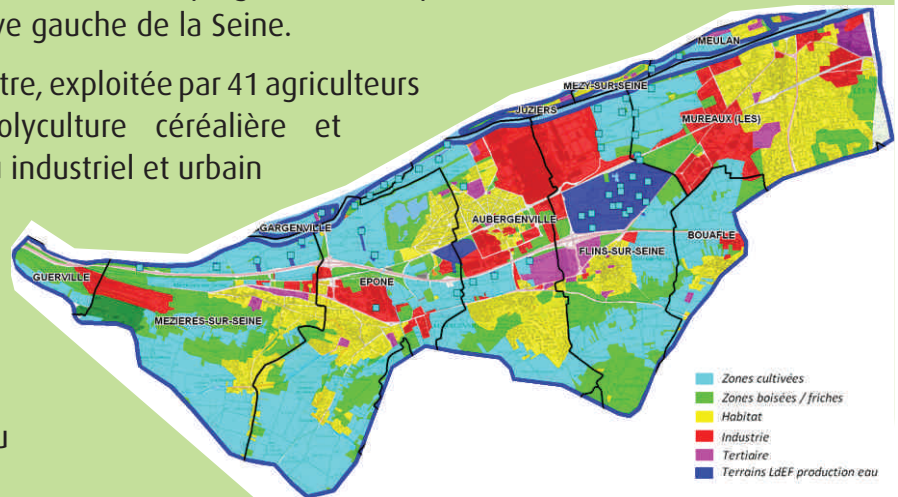 ve gauche de la Seine.
tre, exploitée par 41 agriculteurs
olyculture céréalière et
u industriel et urbain
MEULAN
MEZY-SUR-SEINE
JUZIERS
MUREAUX (LES)
GARGENVILLE
AUBERGENVILLE
FLINS-SUR-SEINE
BOUAFLE
GUERVILLE
EPONE
MEZIERES-SUR-SEINE
Zones cultivées
Zones boisées / friches
Habitat
Industrie
Tertiaire
Terrains LdEF production eau
u